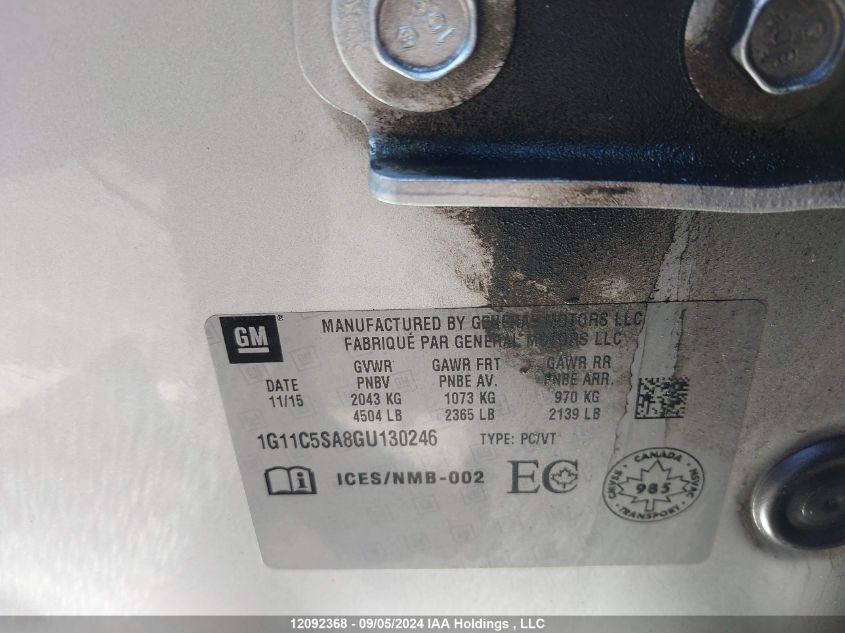 GM
MANUFACTURED BY GENERAL MOTORS LLC
FABRIQUÉ PAR GENERAL MOTORS LLC
GVWR GAWR FRT GAWR RR
DATE PNBV PNBE AV. PNBE ARR.
11/15 2043 KG 1073 KG 970 KG
4504 LB 2365 LB 2139 LB
1G11C5SA8GU130246 TYPE: PC/VT
ICES/NMB-002 EC
CANADA
985
TRANSPORT
12092368 - 09/05/2024 IAA Holdings , LLC